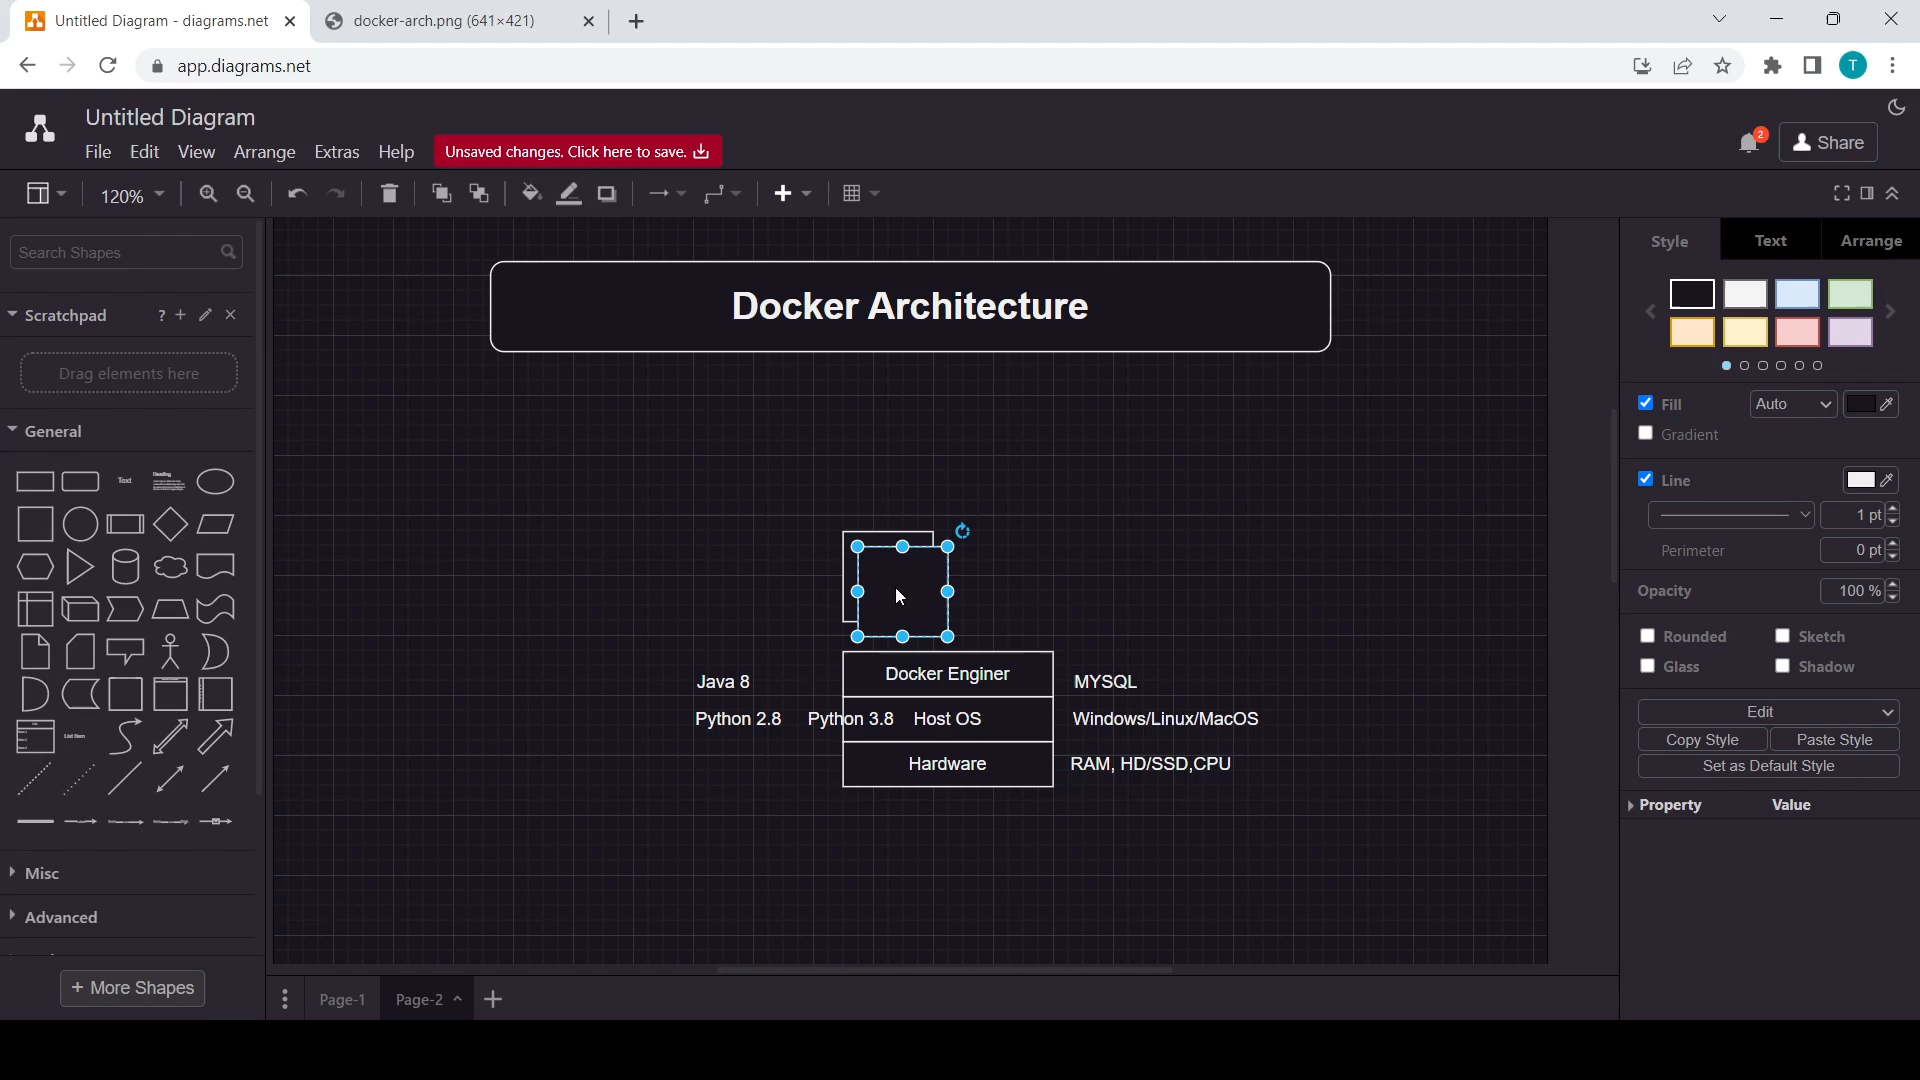 Untitled Diagram - diagrams.net
docker-arch.png (641×421)
app.diagrams.net
T
Untitled Diagram
File Edit View Arrange Extras Help
Unsaved changes. Click here to save.
2
Share
120%
Search Shapes
Scratchpad
?
Drag elements here
General
Text
Heading
List Item
Misc
Advanced
+ More Shapes
Docker Architecture
Docker Enginer
Java 8
MYSQL
Python 2.8 Python 3.8 Host OS
Windows/Linux/MacOS
Hardware
RAM, HD/SSD,CPU
Page-1 Page-2
Style Text Arrange
Fill Auto
Gradient
Line
1 pt
Perimeter 0 pt
Opacity 100 %
Rounded Sketch
Glass Shadow
Edit
Copy Style Paste Style
Set as Default Style
Property Value